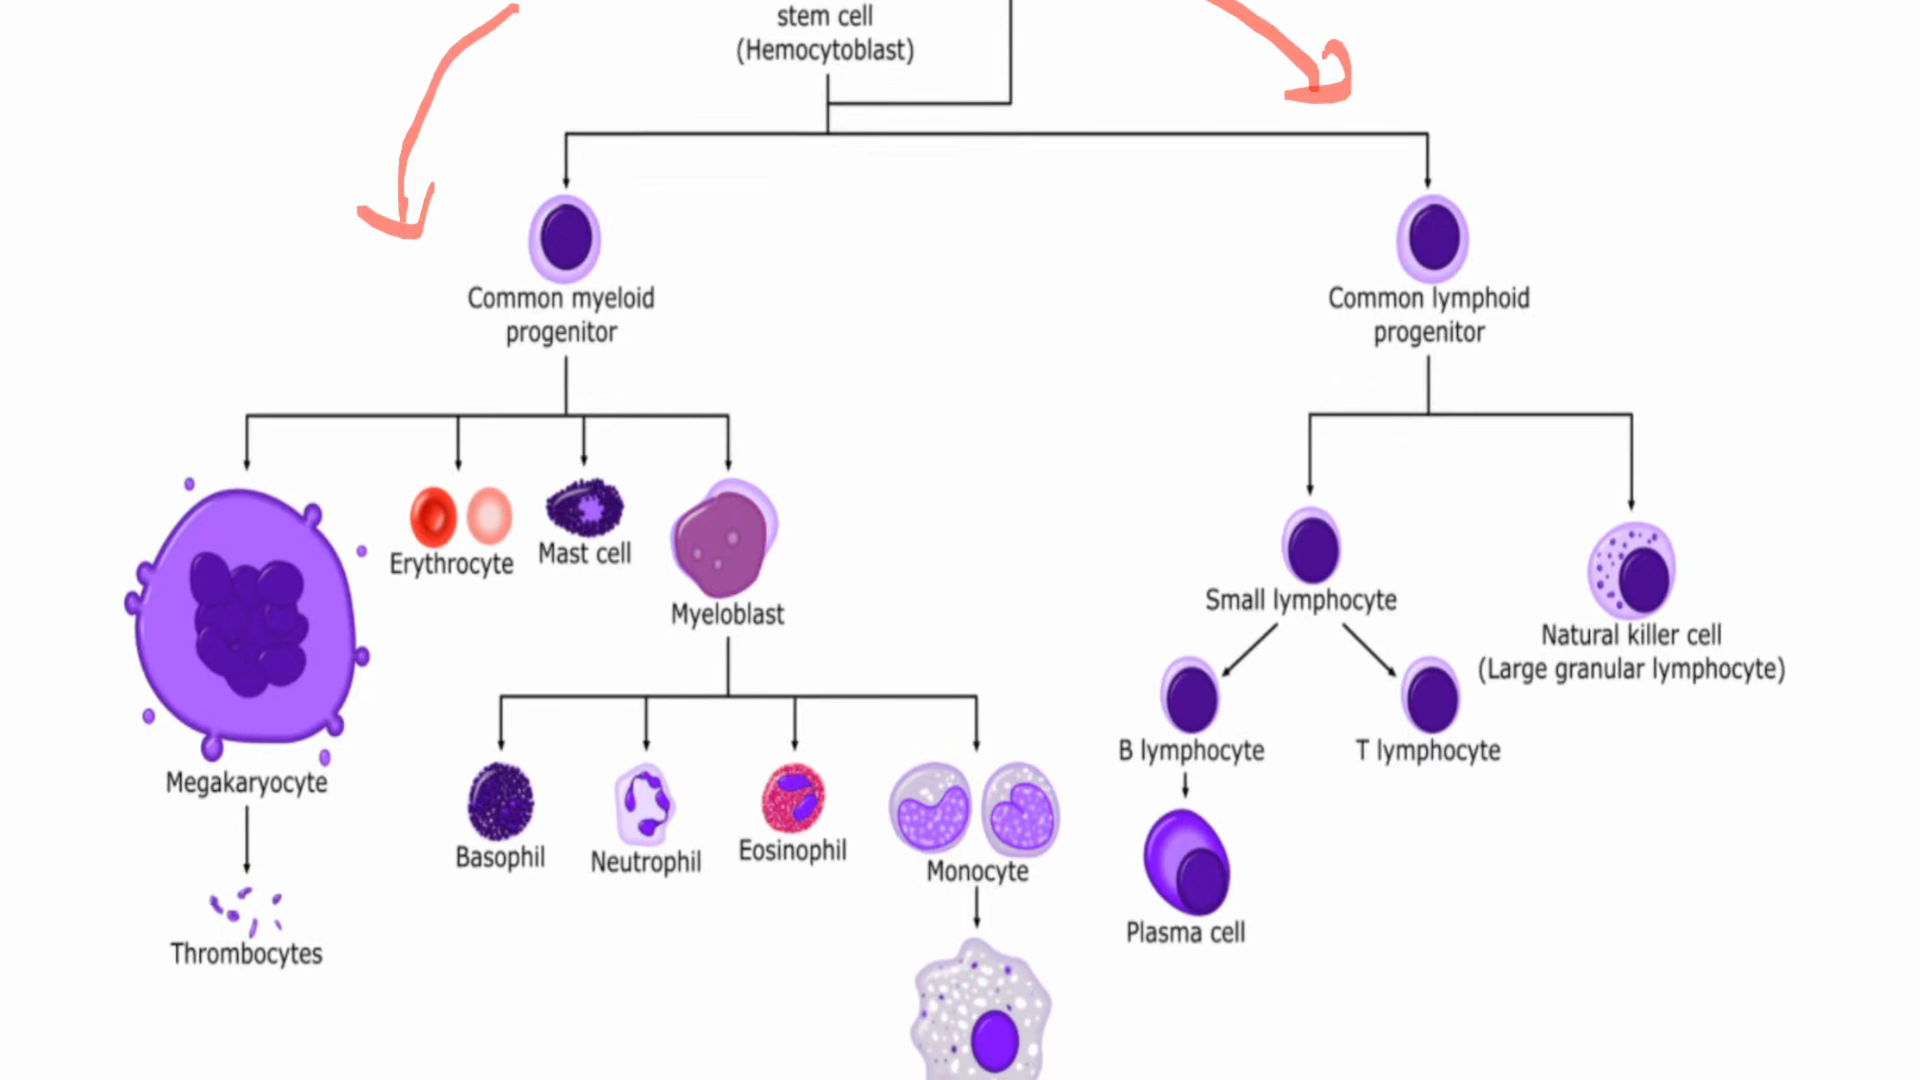 stem cell
(Hemocytoblast)
Common myeloid
progenitor
Common lymphoid
progenitor
Erythrocyte
Mast cell
Myeloblast
Small lymphocyte
Natural killer cell
(Large granular lymphocyte)
B lymphocyte
T lymphocyte
Megakaryocyte
Basophil
Neutrophil
Eosinophil
Monocyte
Plasma cell
Thrombocytes